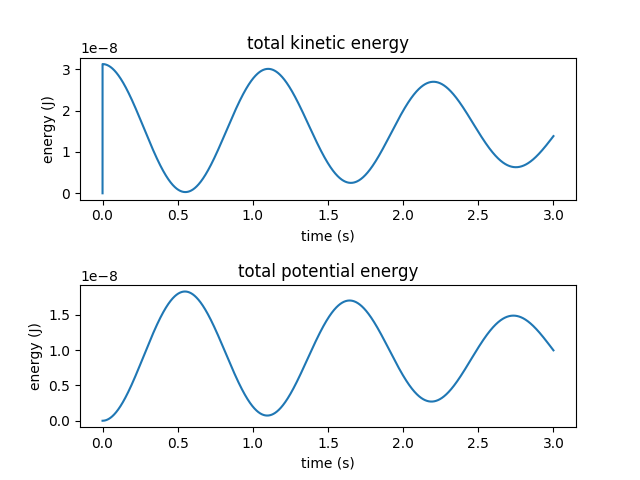 total kinetic energy
1e−8
3
2
1
0
energy (J)
0.0 0.5 1.0 1.5 2.0 2.5 3.0
time (s)
total potential energy
1e−8
1.5
1.0
0.5
0.0
energy (J)
0.0 0.5 1.0 1.5 2.0 2.5 3.0
time (s)